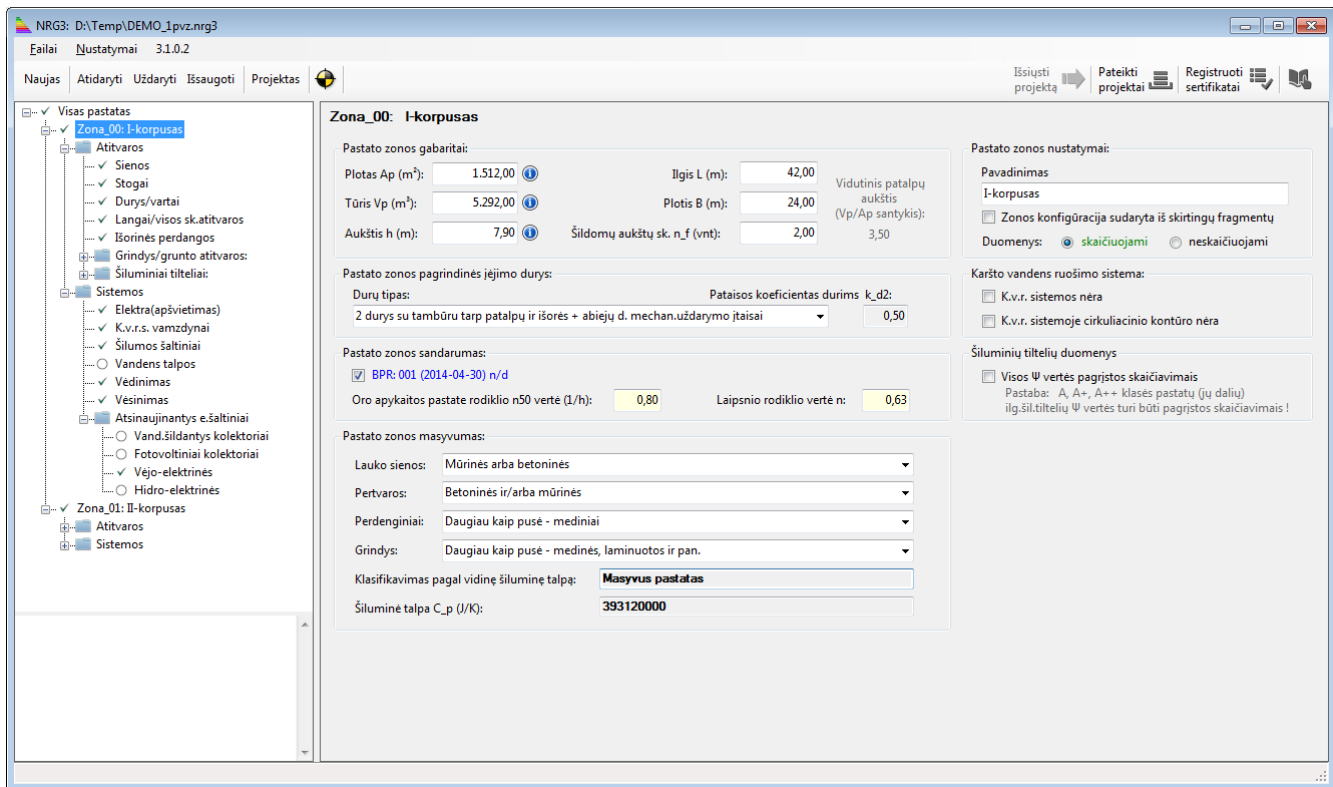 NRG3: D:\Temp\DEMO_1pvz.nrg3
Failai Nustatymai 3.1.0.2
Naujas Atidaryti Uždaryti Išsaugoti Projektas
Išsiųsti projektą
Pateikti projektai
Registruoti sertifikatai
Visas pastatas
Zona_00: I-korpusas
Atitvaros
Sienos
Stogai
Durys/vartai
Langai/visos sk.atitvaros
Išorinės perdangos
Grindys/grunto atitvaros:
Šiluminiai tilteliai:
Sistemos
Elektra(apšvietimas)
K.v.r.s. vamzdynai
Šilumos šaltiniai
Vandens talpos
Vėdinimas
Vėsinimas
Atsinaujinantys e.šaltiniai
Vand.šildantys kolektoriai
Fotovoltiniai kolektoriai
Vėjo-elektrinės
Hidro-elektrinės
Zona_01: II-korpusas
Atitvaros
Sistemos
Zona_00: I-korpusas
Pastato zonos gabaritai:
Plotas Ap (m²): 1.512,00 Ilgis L (m): 42,00
Tūris Vp (m³): 5.292,00 Plotis B (m): 24,00
Aukštis h (m): 7,90 Šildomų aukštų sk. n_f (vnt): 2,00
Vidutinis patalpų
aukštis
(Vp/Ap santykis):
3,50
Pastato zonos pagrindinės įėjimo durys:
Durų tipas: Pataisos koeficientas durims k_d2:
2 durys su tambūru tarp patalpų ir išorės + abiejų d. mechan.uždarymo įtaisai 0,50
Pastato zonos sandarumas:
BPR: 001 (2014-04-30) n/d
Oro apykaitos pastate rodiklio n50 vertė (1/h): 0,80 Laipsnio rodiklio vertė n: 0,63
Pastato zonos masyvumas:
Lauko sienos: Mūrinės arba betoninės
Pertvaros: Betoninės ir/arba mūrinės
Perdenginiai: Daugiau kaip pusė - mediniai
Grindys: Daugiau kaip pusė - medinės, laminuotos ir pan.
Klasifikavimas pagal vidinę šiluminę talpą: Masyvus pastatas
Šiluminė talpa C_p (J/K): 393120000
Pastato zonos nustatymai:
Pavadinimas
I-korpusas
Zonos konfigūracija sudaryta iš skirtingų fragmentų
Duomenys: skaičiuojami neskaičiuojami
Karšto vandens ruošimo sistema:
K.v.r. sistemos nėra
K.v.r. sistemoje cirkuliacinio kontūro nėra
Šiluminių tiltelių duomenys
Visos Ψ vertės pagrįstos skaičiavimais
Pastaba: A, A+, A++ klasės pastatų (jų dalių)
ilg.šil.tiltelių Ψ vertės turi būti pagrįstos skaičiavimais !